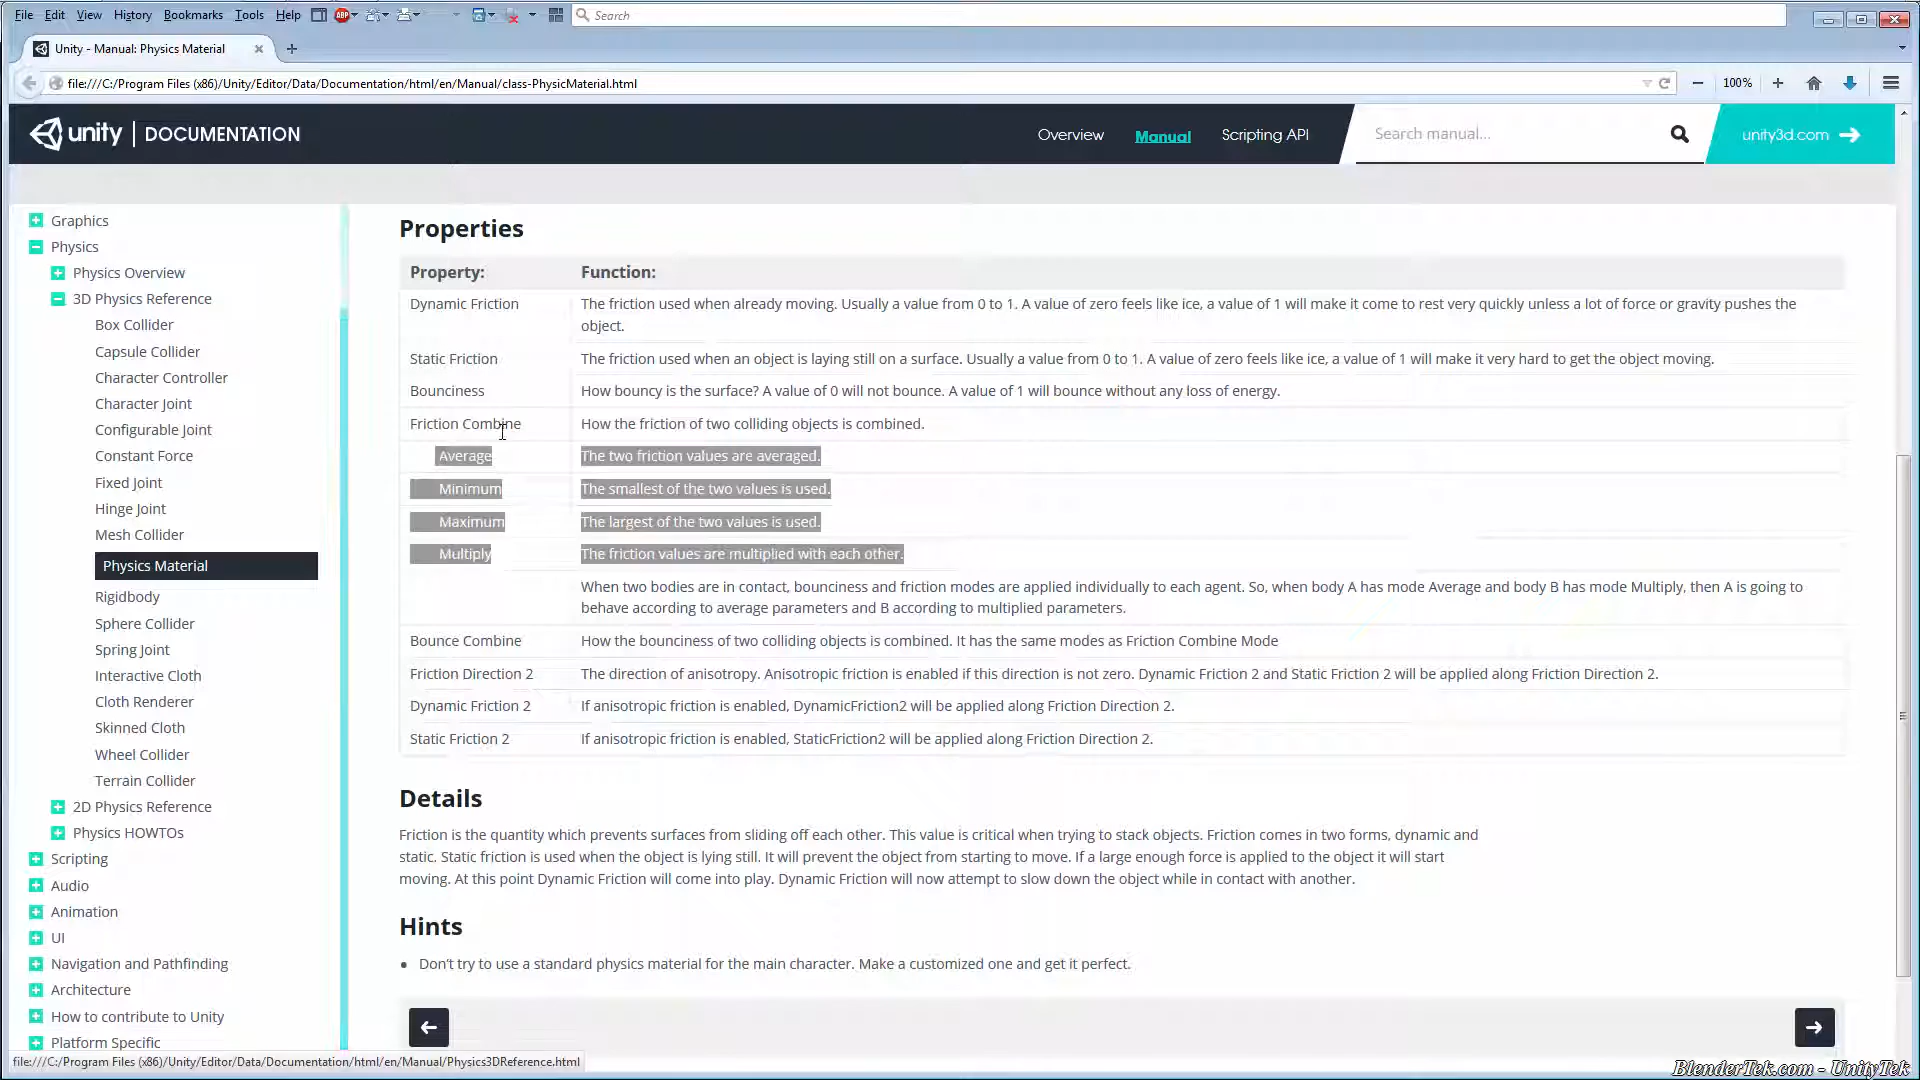 File Edit View History Bookmarks Tools Help ABP Search
Unity - Manual: Physics Material
file:///C:/Program Files (x86)/Unity/Editor/Data/Documentation/html/en/Manual/class-PhysicMaterial.html 100%
unity | DOCUMENTATION Overview Manual Scripting API Search manual... unity3d.com
Graphics
Physics
Physics Overview
3D Physics Reference
Box Collider
Capsule Collider
Character Controller
Character Joint
Configurable Joint
Constant Force
Fixed Joint
Hinge Joint
Mesh Collider
Physics Material
Rigidbody
Sphere Collider
Spring Joint
Interactive Cloth
Cloth Renderer
Skinned Cloth
Wheel Collider
Terrain Collider
2D Physics Reference
Physics HOWTOs
Scripting
Audio
Animation
UI
Navigation and Pathfinding
Architecture
How to contribute to Unity
Platform Specific
Properties
Property: Function:
Dynamic Friction The friction used when already moving. Usually a value from 0 to 1. A value of zero feels like ice, a value of 1 will make it come to rest very quickly unless a lot of force or gravity pushes the
object.
Static Friction The friction used when an object is laying still on a surface. Usually a value from 0 to 1. A value of zero feels like ice, a value of 1 will make it very hard to get the object moving.
Bounciness How bouncy is the surface? A value of 0 will not bounce. A value of 1 will bounce without any loss of energy.
Friction Combine How the friction of two colliding objects is combined.
Average The two friction values are averaged.
Minimum The smallest of the two values is used.
Maximum The largest of the two values is used.
Multiply The friction values are multiplied with each other.
When two bodies are in contact, bounciness and friction modes are applied individually to each agent. So, when body A has mode Average and body B has mode Multiply, then A is going to
behave according to average parameters and B according to multiplied parameters.
Bounce Combine How the bounciness of two colliding objects is combined. It has the same modes as Friction Combine Mode
Friction Direction 2 The direction of anisotropy. Anisotropic friction is enabled if this direction is not zero. Dynamic Friction 2 and Static Friction 2 will be applied along Friction Direction 2.
Dynamic Friction 2 If anisotropic friction is enabled, DynamicFriction2 will be applied along Friction Direction 2.
Static Friction 2 If anisotropic friction is enabled, StaticFriction2 will be applied along Friction Direction 2.
Details
Friction is the quantity which prevents surfaces from sliding off each other. This value is critical when trying to stack objects. Friction comes in two forms, dynamic and
static. Static friction is used when the object is lying still. It will prevent the object from starting to move. If a large enough force is applied to the object it will start
moving. At this point Dynamic Friction will come into play. Dynamic Friction will now attempt to slow down the object while in contact with another.
Hints
• Don't try to use a standard physics material for the main character. Make a customized one and get it perfect.
file:///C:/Program Files (x86)/Unity/Editor/Data/Documentation/html/en/Manual/Physics3DReference.html
BlenderTek.com - UnityTek